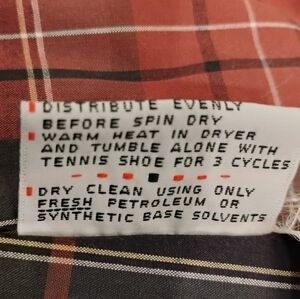 DISTRIBUTE EVENLY
BEFORE SPIN DRY
WARM HEAT IN DRYER
AND TUMBLE ALONE WITH
TENNIS SHOE FOR 3 CYCLES
DRY CLEAN USING ONLY
FRESH PETROLEUM OR
SYNTHETIC BASE SOLVENTS